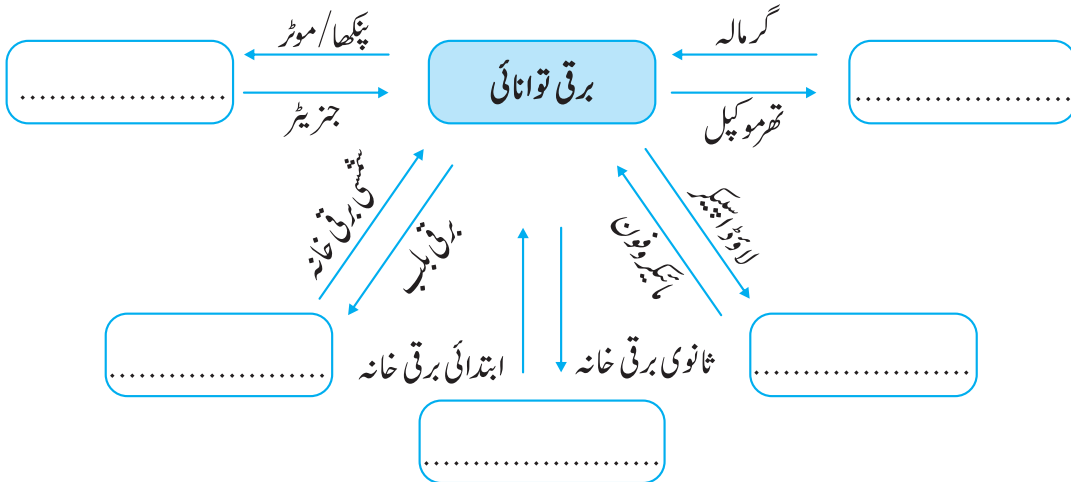 پنکھا/موٹر
گرمالہ
برقی توانائی
....................
.....................
جنریٹر
تھرموکپل
شمسی برقی خانہ
برقی بلب
لاؤڈ اسپیکر
مائیکروفون
.....................
ابتدائی برقی خانہ
ثانوی برقی خانہ
.....................
.......................